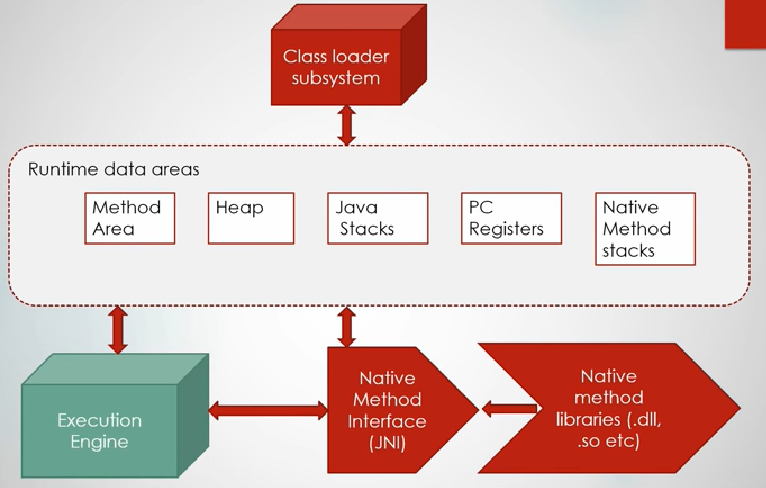 Class loader
subsystem
Runtime data areas
Method
Area
Heap
Java
Stacks
PC
Registers
Native
Method
stacks
Execution
Engine
Native
Method
Interface
(JNI)
Native
method
libraries (.dll,
.so etc)